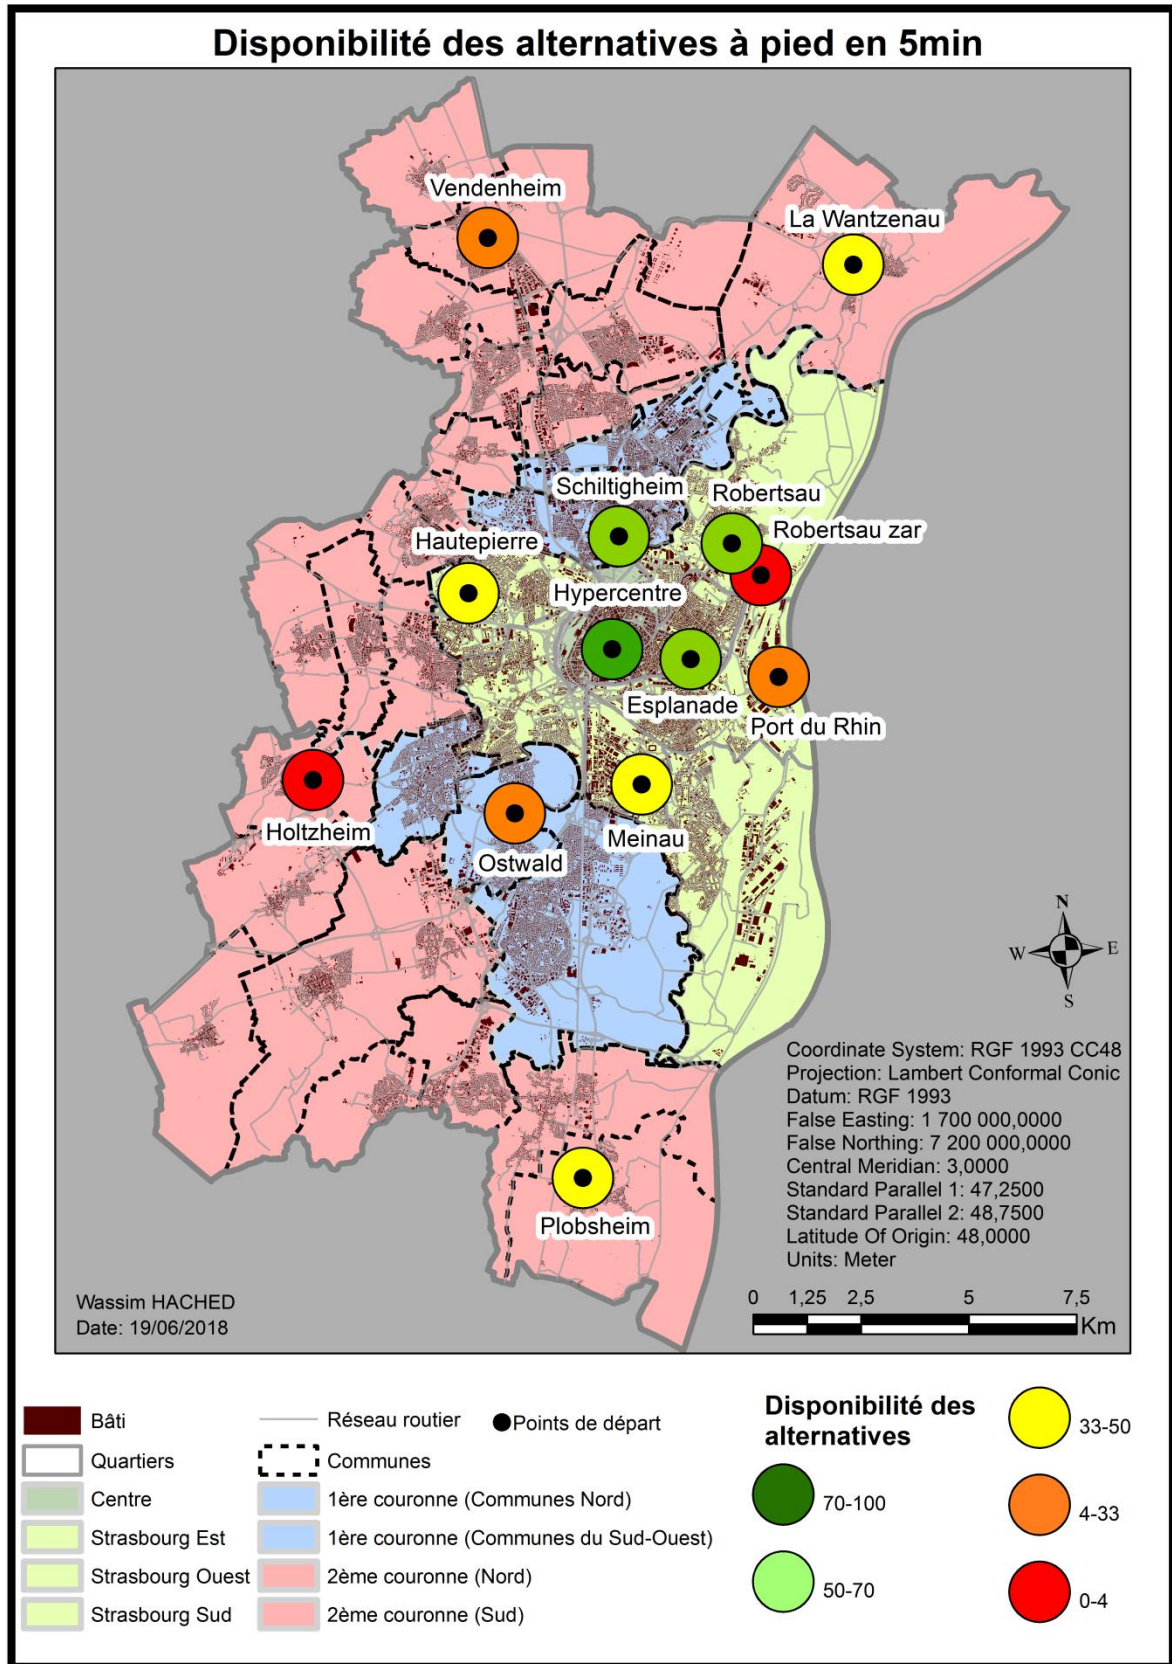 Disponibilité des alternatives à pied en 5min
Vendenheim
La Wantzenau
Schiltigheim
Robertsau
Robertsau zar
Hautepierre
Hypercentre
Esplanade
Port du Rhin
Holtzheim
Ostwald
Meinau
Plobsheim
N
W
E
S
Coordinate System: RGF 1993 CC48
Projection: Lambert Conformal Conic
Datum: RGF 1993
False Easting: 1 700 000,0000
False Northing: 7 200 000,0000
Central Meridian: 3,0000
Standard Parallel 1: 47,2500
Standard Parallel 2: 48,7500
Latitude Of Origin: 48,0000
Units: Meter
Wassim HACHED
Date: 19/06/2018
0 1,25 2,5 5 7,5
Km
Bâti
Quartiers
Centre
Strasbourg Est
Strasbourg Ouest
Strasbourg Sud
Réseau routier
Points de départ
Communes
1ère couronne (Communes Nord)
1ère couronne (Communes du Sud-Ouest)
2ème couronne (Nord)
2ème couronne (Sud)
Disponibilité des
alternatives
70-100
50-70
33-50
4-33
0-4